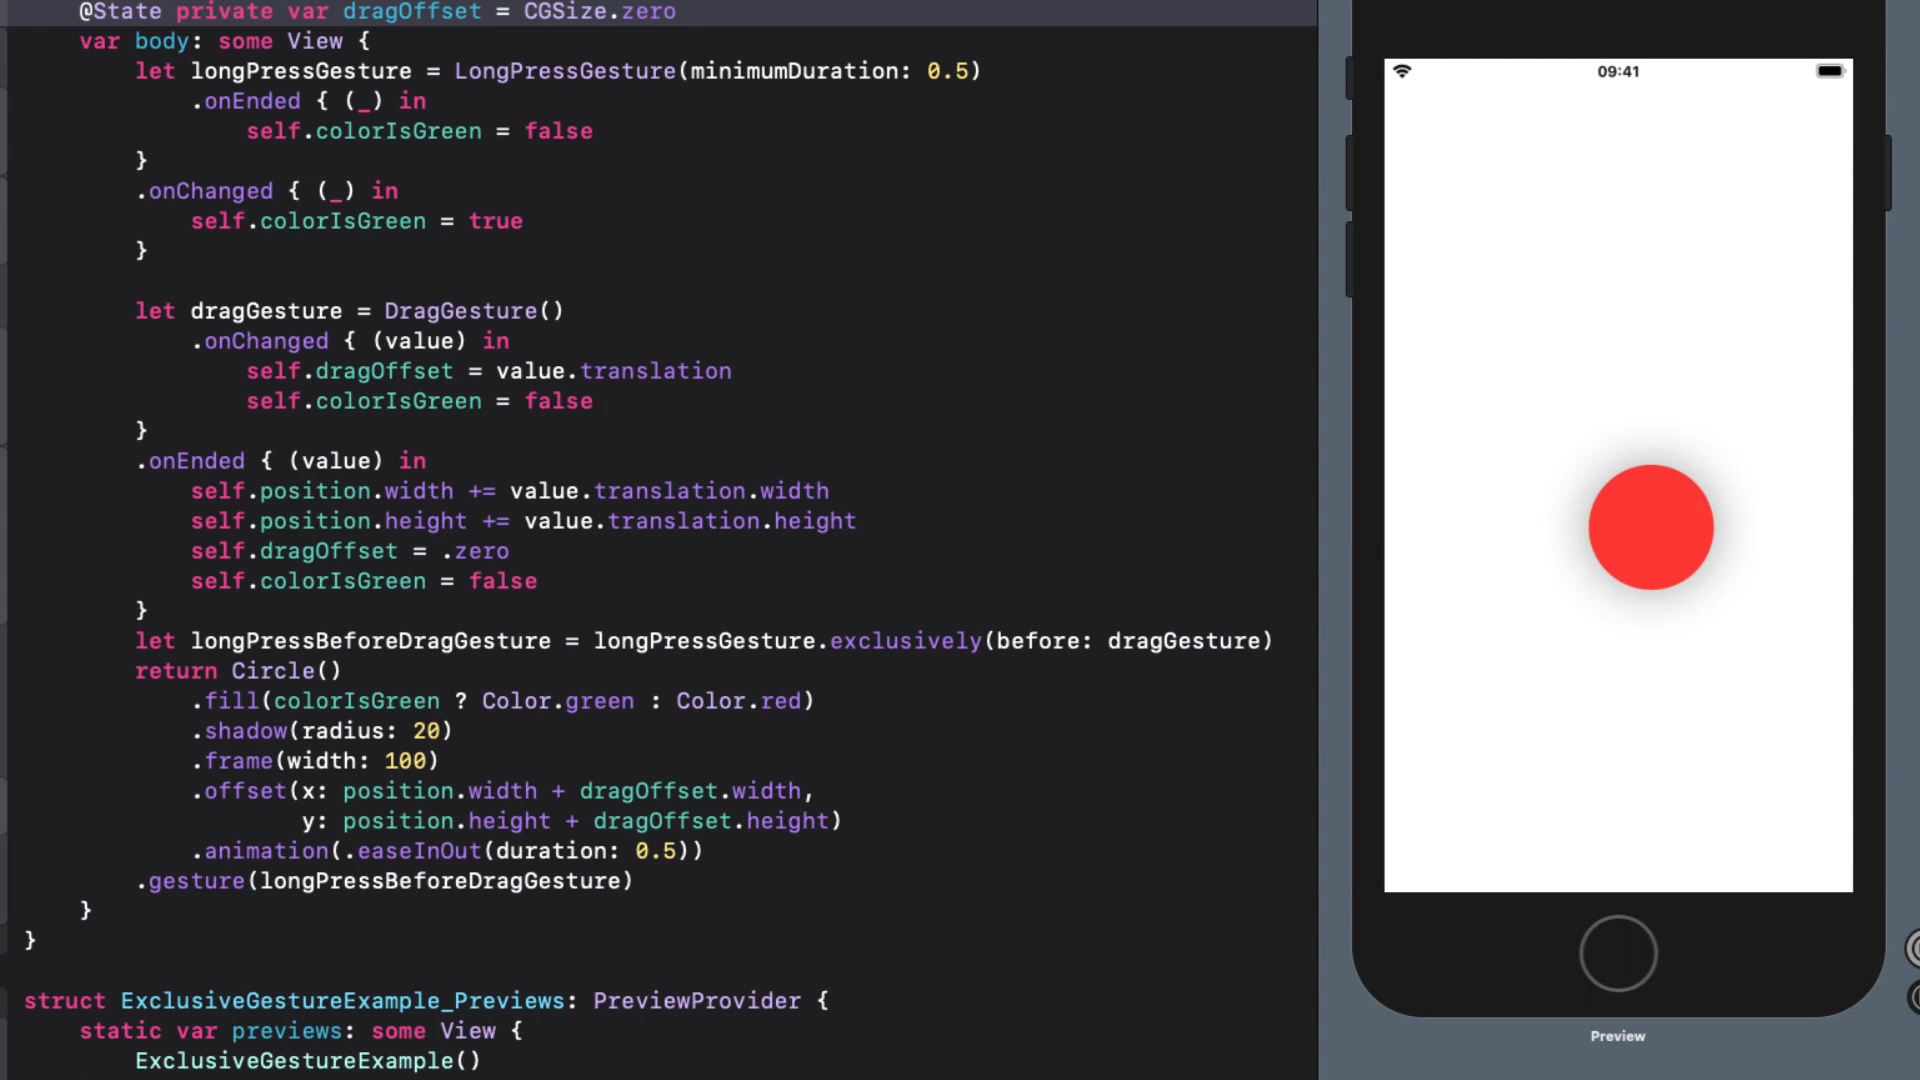 @State private var dragOffset = CGSize.zero
var body: some View {
let longPressGesture = LongPressGesture(minimumDuration: 0.5)
.onEnded { (_) in
self.colorIsGreen = false
}
.onChanged { (_) in
self.colorIsGreen = true
}
let dragGesture = DragGesture()
.onChanged { (value) in
self.dragOffset = value.translation
self.colorIsGreen = false
}
.onEnded { (value) in
self.position.width += value.translation.width
self.position.height += value.translation.height
self.dragOffset = .zero
self.colorIsGreen = false
}
let longPressBeforeDragGesture = longPressGesture.exclusively(before: dragGesture)
return Circle()
.fill(colorIsGreen ? Color.green : Color.red)
.shadow(radius: 20)
.frame(width: 100)
.offset(x: position.width + dragOffset.width,
y: position.height + dragOffset.height)
.animation(.easeInOut(duration: 0.5))
.gesture(longPressBeforeDragGesture)
}
}
struct ExclusiveGestureExample_Previews: PreviewProvider {
static var previews: some View {
ExclusiveGestureExample()
09:41
Preview